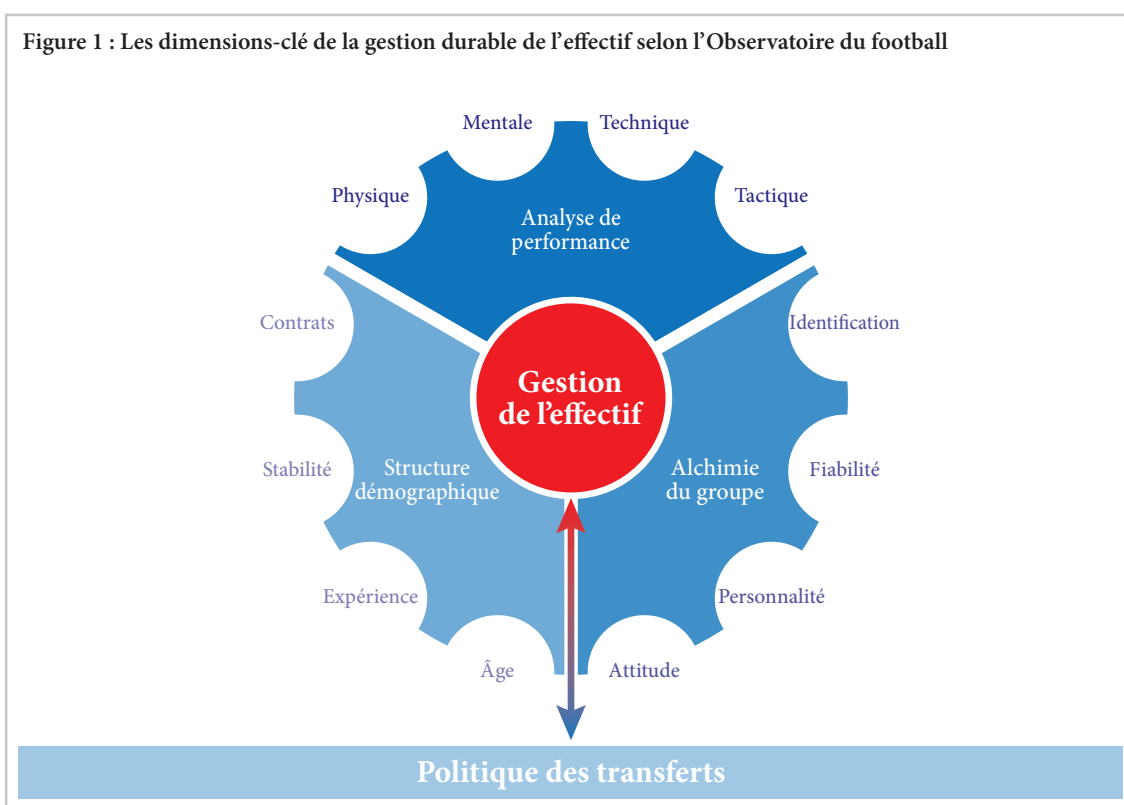 Figure 1 : Les dimensions-clé de la gestion durable de l'effectif selon l'Observatoire du football
Mentale
Technique
Physique
Tactique
Analyse de
performance
Contrats
Identification
Gestion
de l'effectif
Stabilité
Structure
démographique
Alchimie
du groupe
Fiabilité
Expérience
Personnalité
Âge
Attitude
Politique des transferts